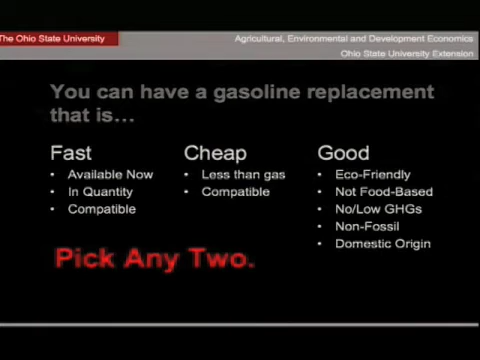 The Ohio State University
Agricultural, Environmental and Development Economics
Ohio State University Extension
You can have a gasoline replacement
that is…
Fast
• Available Now
• In Quantity
• Compatible
Cheap
• Less than gas
• Compatible
Good
• Eco-Friendly
• Not Food-Based
• No/Low GHGs
• Non-Fossil
• Domestic Origin
Pick Any Two.